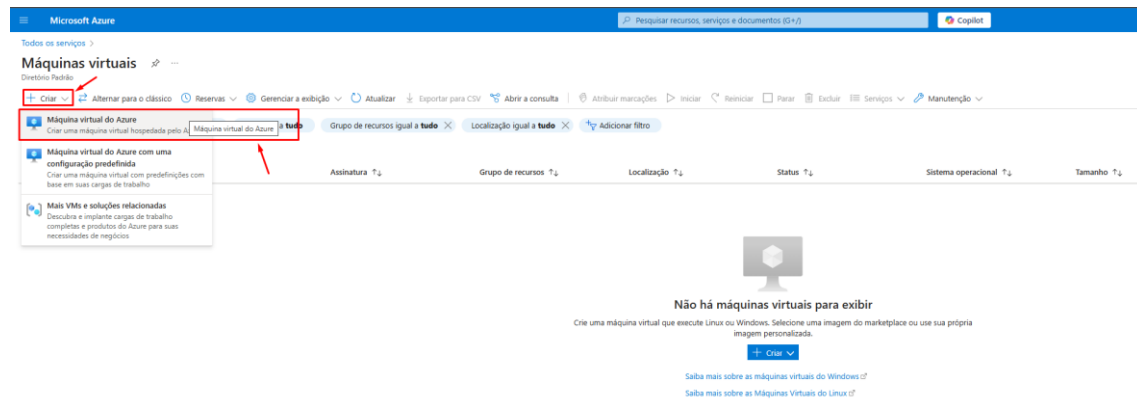 Microsoft Azure
Pesquisar recursos, serviços e documentos (G+/)
Copilot
Todos os serviços >
Máquinas virtuais
Diretório Padrão
Criar
Alternar para o clássico
Reservas
Gerenciar a exibição
Atualizar
Exportar para CSV
Abrir a consulta
Atribuir marcações
Iniciar
Reiniciar
Parar
Excluir
Serviços
Manutenção
Máquina virtual do Azure
Criar uma máquina virtual hospedada pelo A
Máquina virtual do Azure
a tudo
Grupo de recursos igual a tudo
Localização igual a tudo
Adicionar filtro
Máquina virtual do Azure com uma
configuração predefinida
Criar uma máquina virtual com predefinições com
base em suas cargas de trabalho
Mais VMs e soluções relacionadas
Descubra e implante cargas de trabalho
completas e produtos do Azure para suas
necessidades de negócios
Assinatura
Grupo de recursos
Localização
Status
Sistema operacional
Tamanho
Não há máquinas virtuais para exibir
Crie uma máquina virtual que execute Linux ou Windows. Selecione uma imagem do marketplace ou use sua própria
imagem personalizada.
Criar
Saiba mais sobre as máquinas virtuais do Windows
Saiba mais sobre as Máquinas Virtuais do Linux